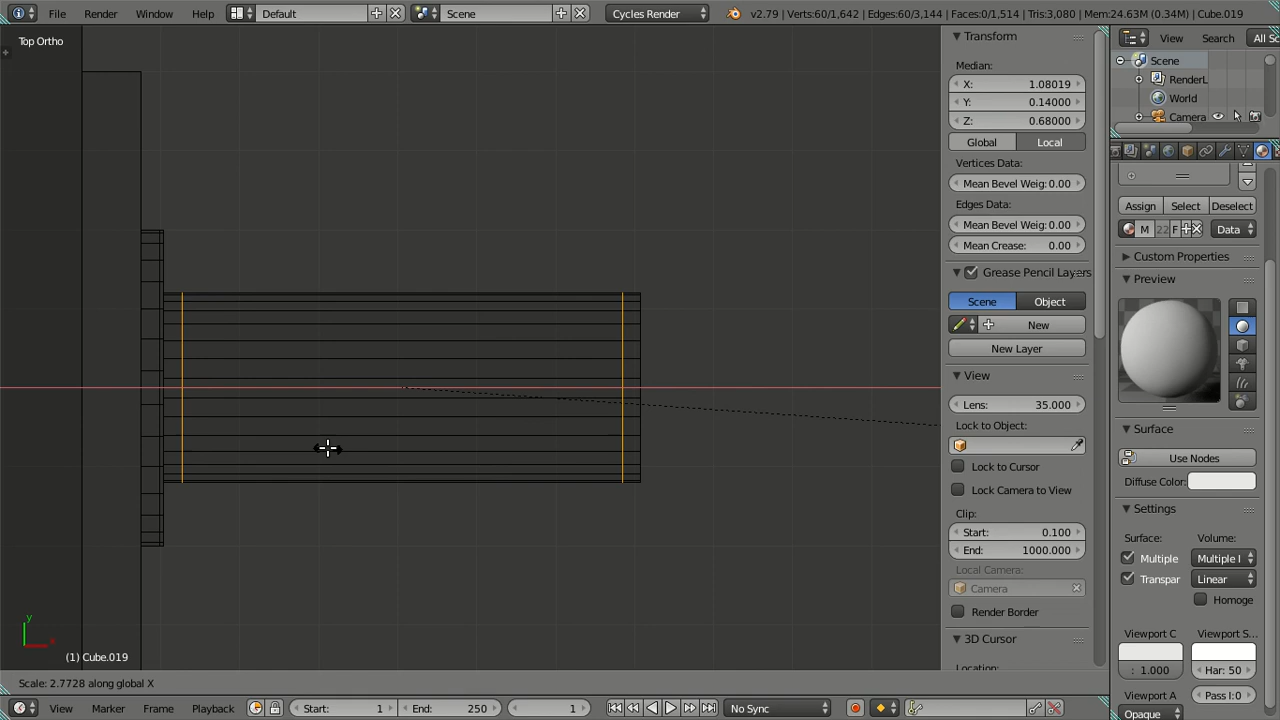 File Render Window Help Default Scene Cycles Render v2.79 | Verts:60/1,642 | Edges:60/3,144 | Faces:0/1,514 | Tris:3,080 | Mem:24.63M (0.34M) | Cube.019
Top Ortho
(1) Cube.019
Scale: 2.7728 along global X
Transform
Median:
X: 1.08019
Y: 0.14000
Z: 0.68000
Global Local
Vertices Data:
Mean Bevel Weig: 0.00
Edges Data:
Mean Bevel Weig: 0.00
Mean Crease: 0.00
Grease Pencil Layers
Scene Object
New
New Layer
View
Lens: 35.000
Lock to Object:
Lock to Cursor
Lock Camera to View
Clip:
Start: 0.100
End: 1000.000
Local Camera:
Camera
Render Border
3D Cursor
Location:
View Search All Sc
Scene
RenderL
World
Camera
Assign Select Deselect
M 22 F Data
Custom Properties
Preview
Surface
Use Nodes
Diffuse Color:
Settings
Surface: Volume:
Multiple Multiple I
Transpar Linear
Homoge
Viewport C Viewport S...
: 1.000 Har: 50
Viewport A Pass I: 0
Opaque
View Marker Frame Playback Start: 1 End: 250 1 No Sync